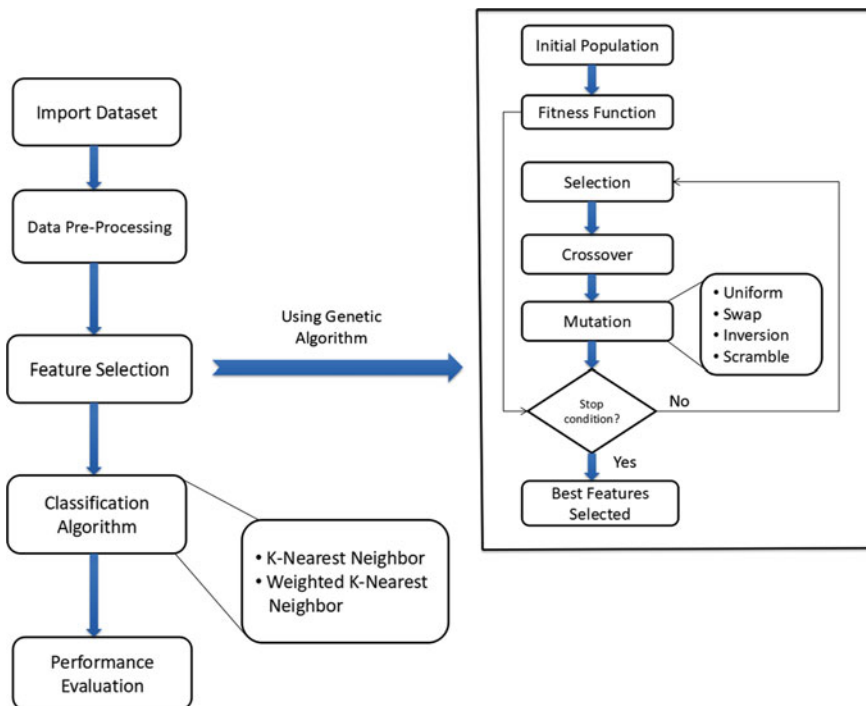 Import Dataset
Data Pre-Processing
Feature Selection
Classification
Algorithm
• K-Nearest Neighbor
• Weighted K-Nearest
Neighbor
Performance
Evaluation
Using Genetic
Algorithm
Initial Population
Fitness Function
Selection
Crossover
Mutation
• Uniform
• Swap
• Inversion
• Scramble
Stop
condition?
No
Yes
Best Features
Selected